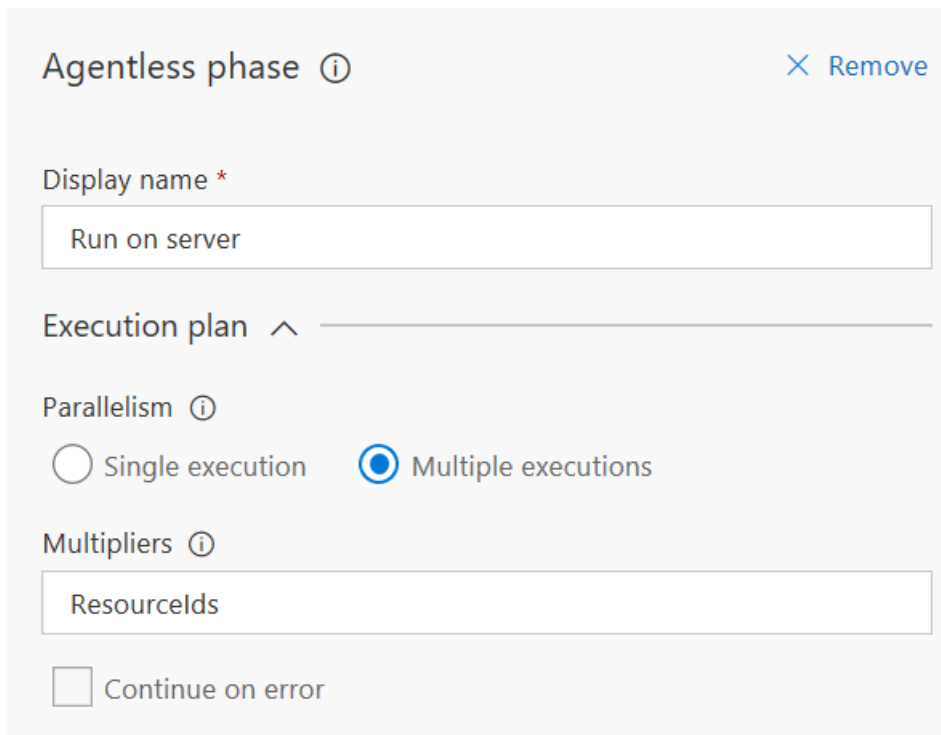 Agentless phase
Remove
Display name *
Run on server
Execution plan
Parallelism
Single execution Multiple executions
Multipliers
ResourceIds
Continue on error